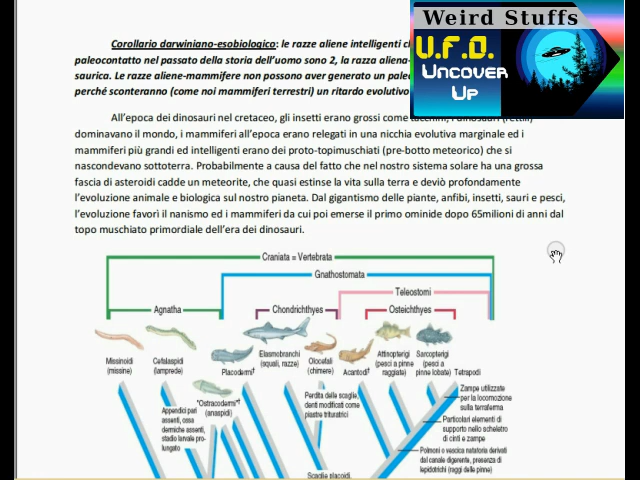 Corollario darwiniano-esobiologico: le razze aliene intelligenti
paleocontatto nel passato della storia dell'uomo sono 2, la razza aliena-
saurica. Le razze aliene-mammifere non possono aver generato un
perché sconteranno (come noi mammiferi terrestri) un ritardo evolutivo
Weird Stuffs
U.F.O.
Uncover
Up
All'epoca dei dinosauri nel cretaceo, gli insetti erano grossi come tacchini, i dinosauri (rettili)
dominavano il mondo, i mammiferi all'epoca erano relegati in una nicchia evolutiva marginale ed i
mammiferi più grandi ed intelligenti erano dei proto-topimuschiati (pre-botto meteorico) che si
nascondevano sottoterra. Probabilmente a causa del fatto che nel nostro sistema solare ha una grossa
fascia di asteroidi cadde un meteorite, che quasi estinse la vita sulla terra e deviò profondamente
l'evoluzione animale e biologica sul nostro pianeta. Dal gigantismo delle piante, anfibi, insetti, sauri e pesci,
l'evoluzione favorì il nanismo ed i mammiferi da cui poi emerse il primo ominide dopo 65milioni di anni dal
topo muschiato primordiale dell'era dei dinosauri.
Craniata = Vertebrata
Gnathostomata
Teleostomi
Agnatha
Chondrichthyes
Osteichthyes
Missinoidi
(missine)
Cefalaspidi
(lamprede)
Placodermi†
Elasmobranchi
(squali, razze)
Olocefali
(chimere)
Acantodi†
Attinopterigi
(pesci a pinne
raggiate)
Sarcopterigi
(pesci a
pinne lobate)
Tetrapodi
"Ostracodermi"†
(anaspidi)
Appendici pari
assenti, ossa
dermiche assenti,
stadio larvale pro-
lungato
Perdita delle scaglie,
denti modificati come
piastre trituratrici
Zampe utilizzate
per la locomozione
sulla terraferma
Particolari elementi di
supporto nello scheletro
di cinti e zampe
Polmoni o vescica natatoria derivati
dal canale digerente, presenza di
lepidotrichi (raggi delle pinne)
Scaglie placoidi,